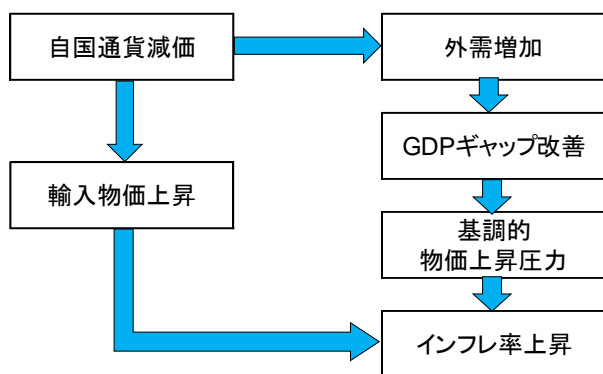 自国通貨減価
外需増加
GDPギャップ改善
輸入物価上昇
基調的
物価上昇圧力
インフレ率上昇